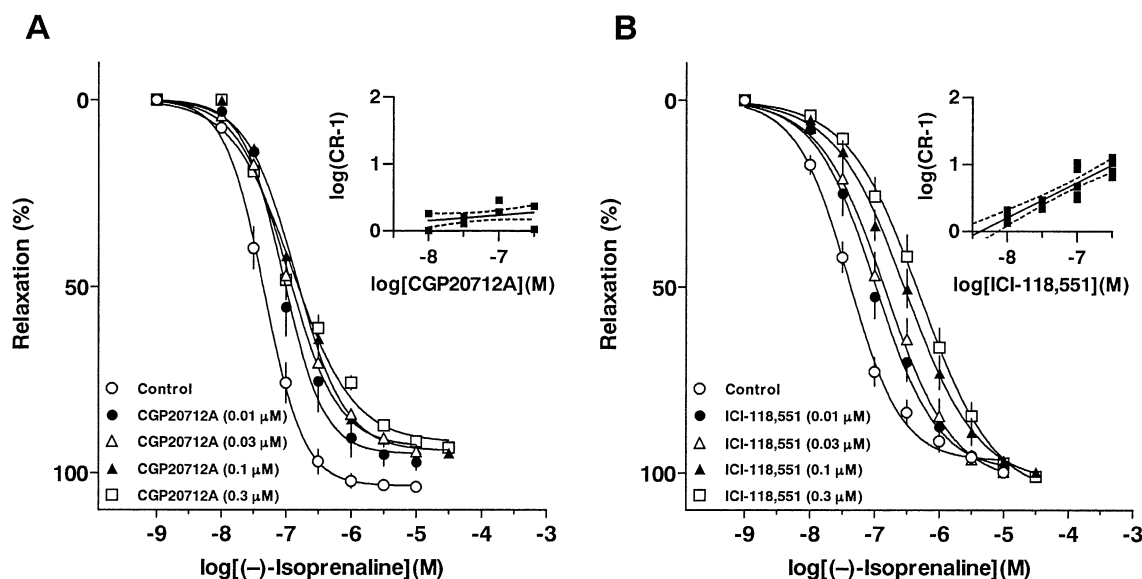 A
B
0
50
100
Relaxation (%)
-9 -8 -7 -6 -5 -4 -3
log[(–)-Isoprenaline](M)
Control
CGP20712A (0.01 μM)
CGP20712A (0.03 μM)
CGP20712A (0.1 μM)
CGP20712A (0.3 μM)
2
1
0
log(CR-1)
-8 -7
log[CGP20712A](M)
0
50
100
Relaxation (%)
-9 -8 -7 -6 -5 -4 -3
log[(–)-Isoprenaline](M)
Control
ICI-118,551 (0.01 μM)
ICI-118,551 (0.03 μM)
ICI-118,551 (0.1 μM)
ICI-118,551 (0.3 μM)
2
1
0
log(CR-1)
-8 -7
log[ICI-118,551](M)